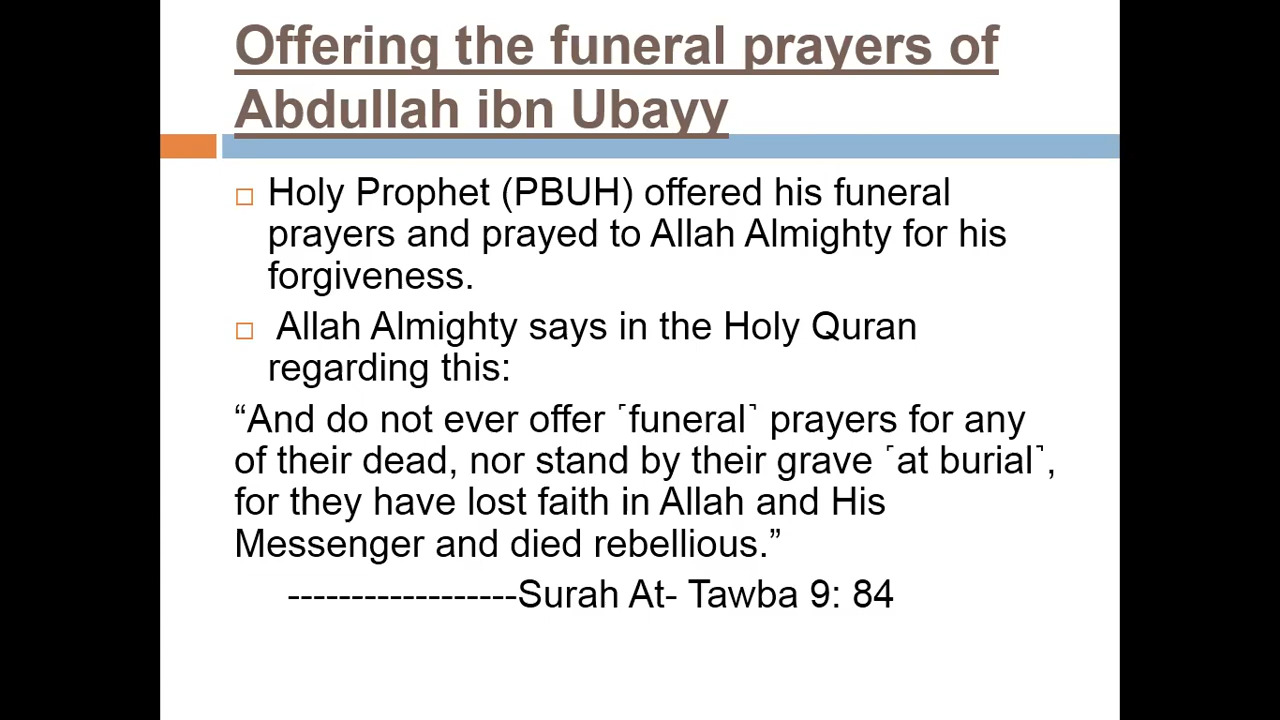 Offering the funeral prayers of
Abdullah ibn Ubayy
Holy Prophet (PBUH) offered his funeral
prayers and prayed to Allah Almighty for his
forgiveness.
Allah Almighty says in the Holy Quran
regarding this:
“And do not ever offer ˹funeral˺ prayers for any
of their dead, nor stand by their grave ˹at burial˺,
for they have lost faith in Allah and His
Messenger and died rebellious.”
------------------Surah At- Tawba 9: 84